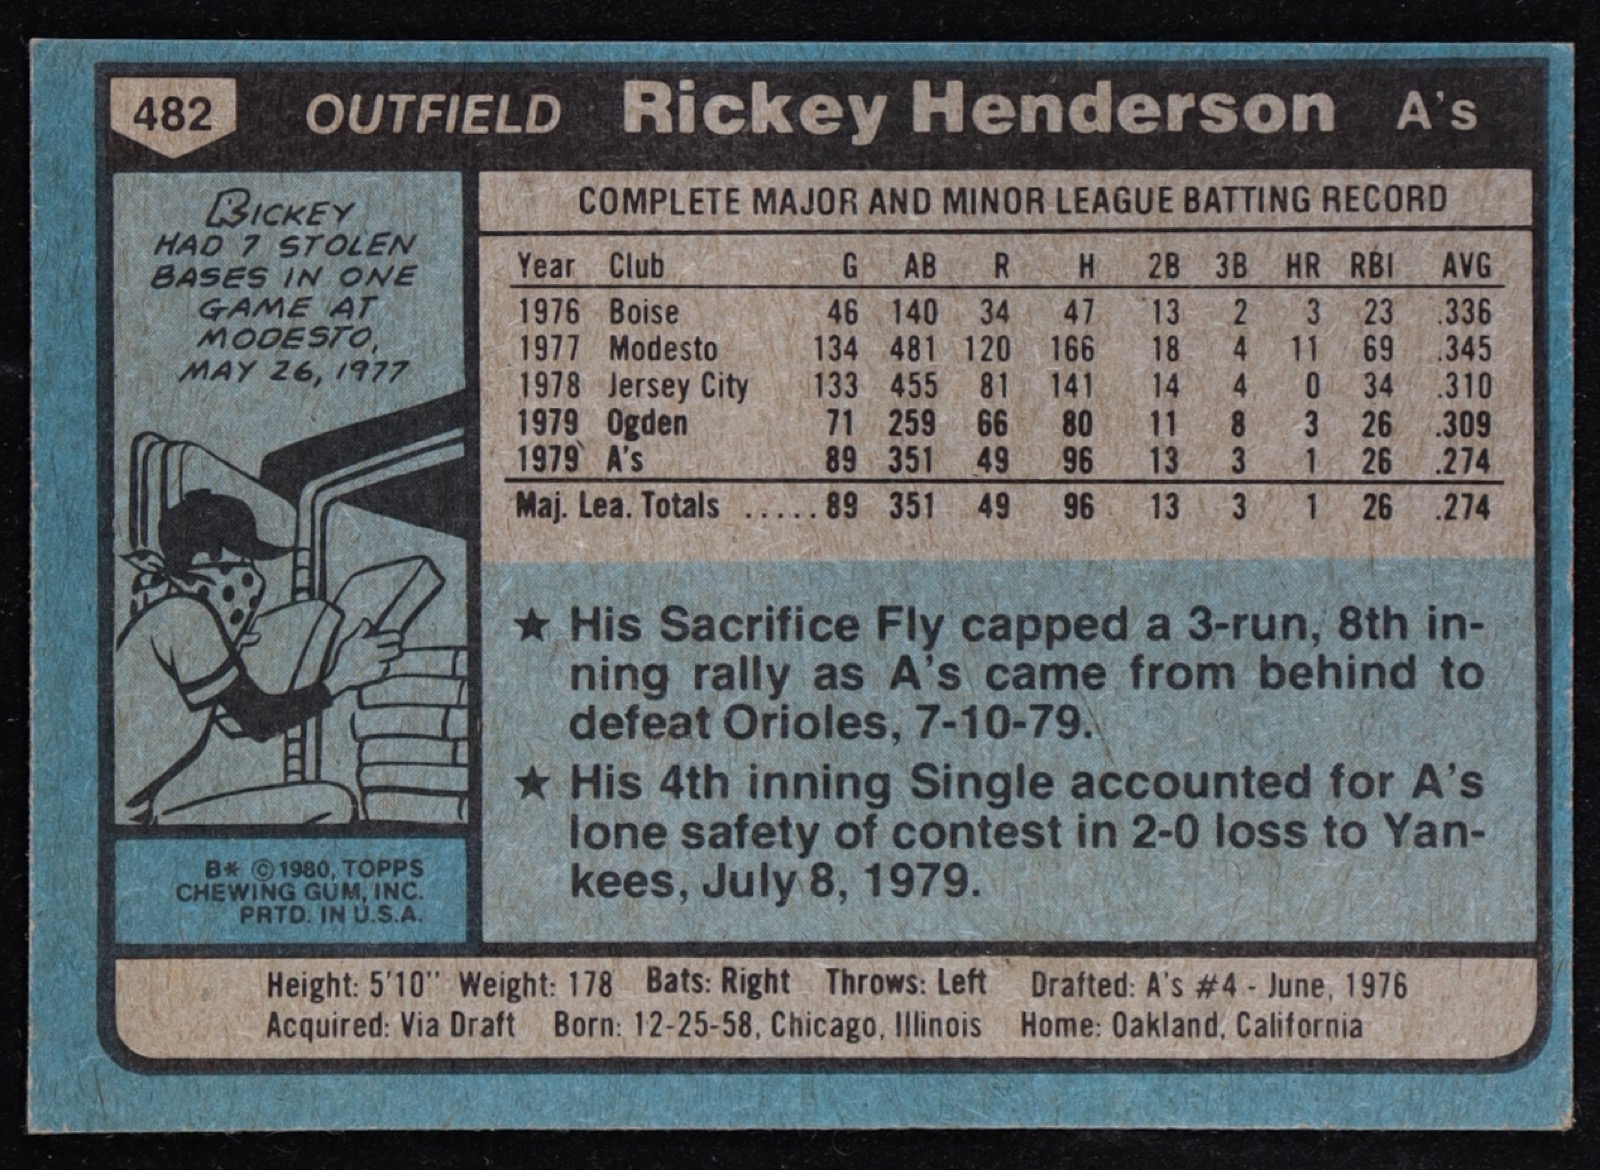 482 OUTFIELD Rickey Henderson A's
RICKEY
HAD 7 STOLEN
BASES IN ONE
GAME AT
MODESTO,
MAY 26, 1977
B* ©1980, TOPPS
CHEWING GUM, INC.
PRTD. IN U.S.A.
COMPLETE MAJOR AND MINOR LEAGUE BATTING RECORD
Year Club G AB R H 2B 3B HR RBI AVG
1976 Boise 46 140 34 47 13 2 3 23 .336
1977 Modesto 134 481 120 166 18 4 11 69 .345
1978 Jersey City 133 455 81 141 14 4 0 34 .310
1979 Ogden 71 259 66 80 11 8 3 26 .309
1979 A's 89 351 49 96 13 3 1 26 .274
Maj. Lea. Totals .....89 351 49 96 13 3 1 26 .274
★ His Sacrifice Fly capped a 3-run, 8th in-
ning rally as A's came from behind to
defeat Orioles, 7-10-79.
★ His 4th inning Single accounted for A's
lone safety of contest in 2-0 loss to Yan-
kees, July 8, 1979.
Height: 5'10" Weight: 178 Bats: Right Throws: Left Drafted: A's #4 - June, 1976
Acquired: Via Draft Born: 12-25-58, Chicago, Illinois Home: Oakland, California